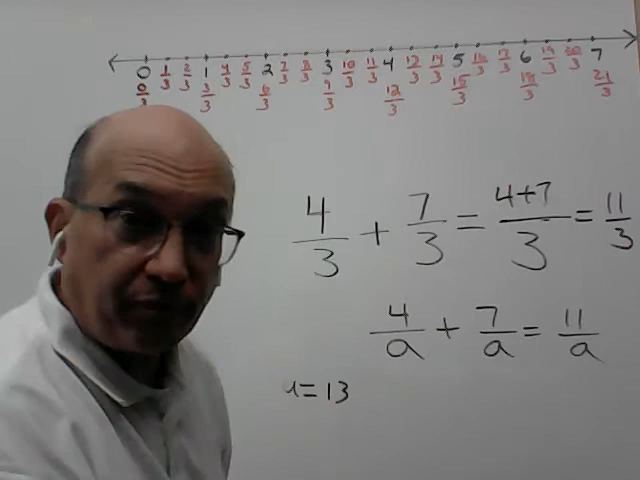 0 1/3 2/3 1 4/3 5/3 2 7/3 8/3 3 10/3 11/3 4 13/3 14/3 5 16/3 17/3 6 19/3 20/3 7
0/3 3/3 6/3 9/3 12/3 15/3 18/3 21/3
4/3 + 7/3 = (4+7)/3 = 11/3
4/a + 7/a = 11/a
=13